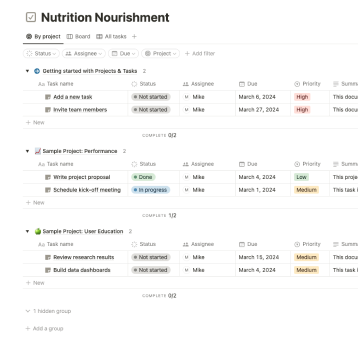 Nutrition Nourishment
By project Board All tasks +
Status Assignee Due Project + Add filter
Getting started with Projects & Tasks 2
Aa Task name Status Assignee Due Priority Summa
Add a new task Not started M Mike March 6, 2024 High This docu
Invite team members Not started M Mike March 27, 2024 High This docu
+ New
COMPLETE 0/2
Sample Project: Performance 2
Aa Task name Status Assignee Due Priority Summa
Write project proposal Done M Mike March 4, 2024 Low This proje
Schedule kick-off meeting In progress M Mike March 1, 2024 Medium This task i
+ New
COMPLETE 1/2
Sample Project: User Education 2
Aa Task name Status Assignee Due Priority Summa
Review research results Not started M Mike March 15, 2024 Medium This docu
Build data dashboards Not started M Mike March 4, 2024 Medium This task i
+ New
COMPLETE 0/2
1 hidden group
+ Add a group